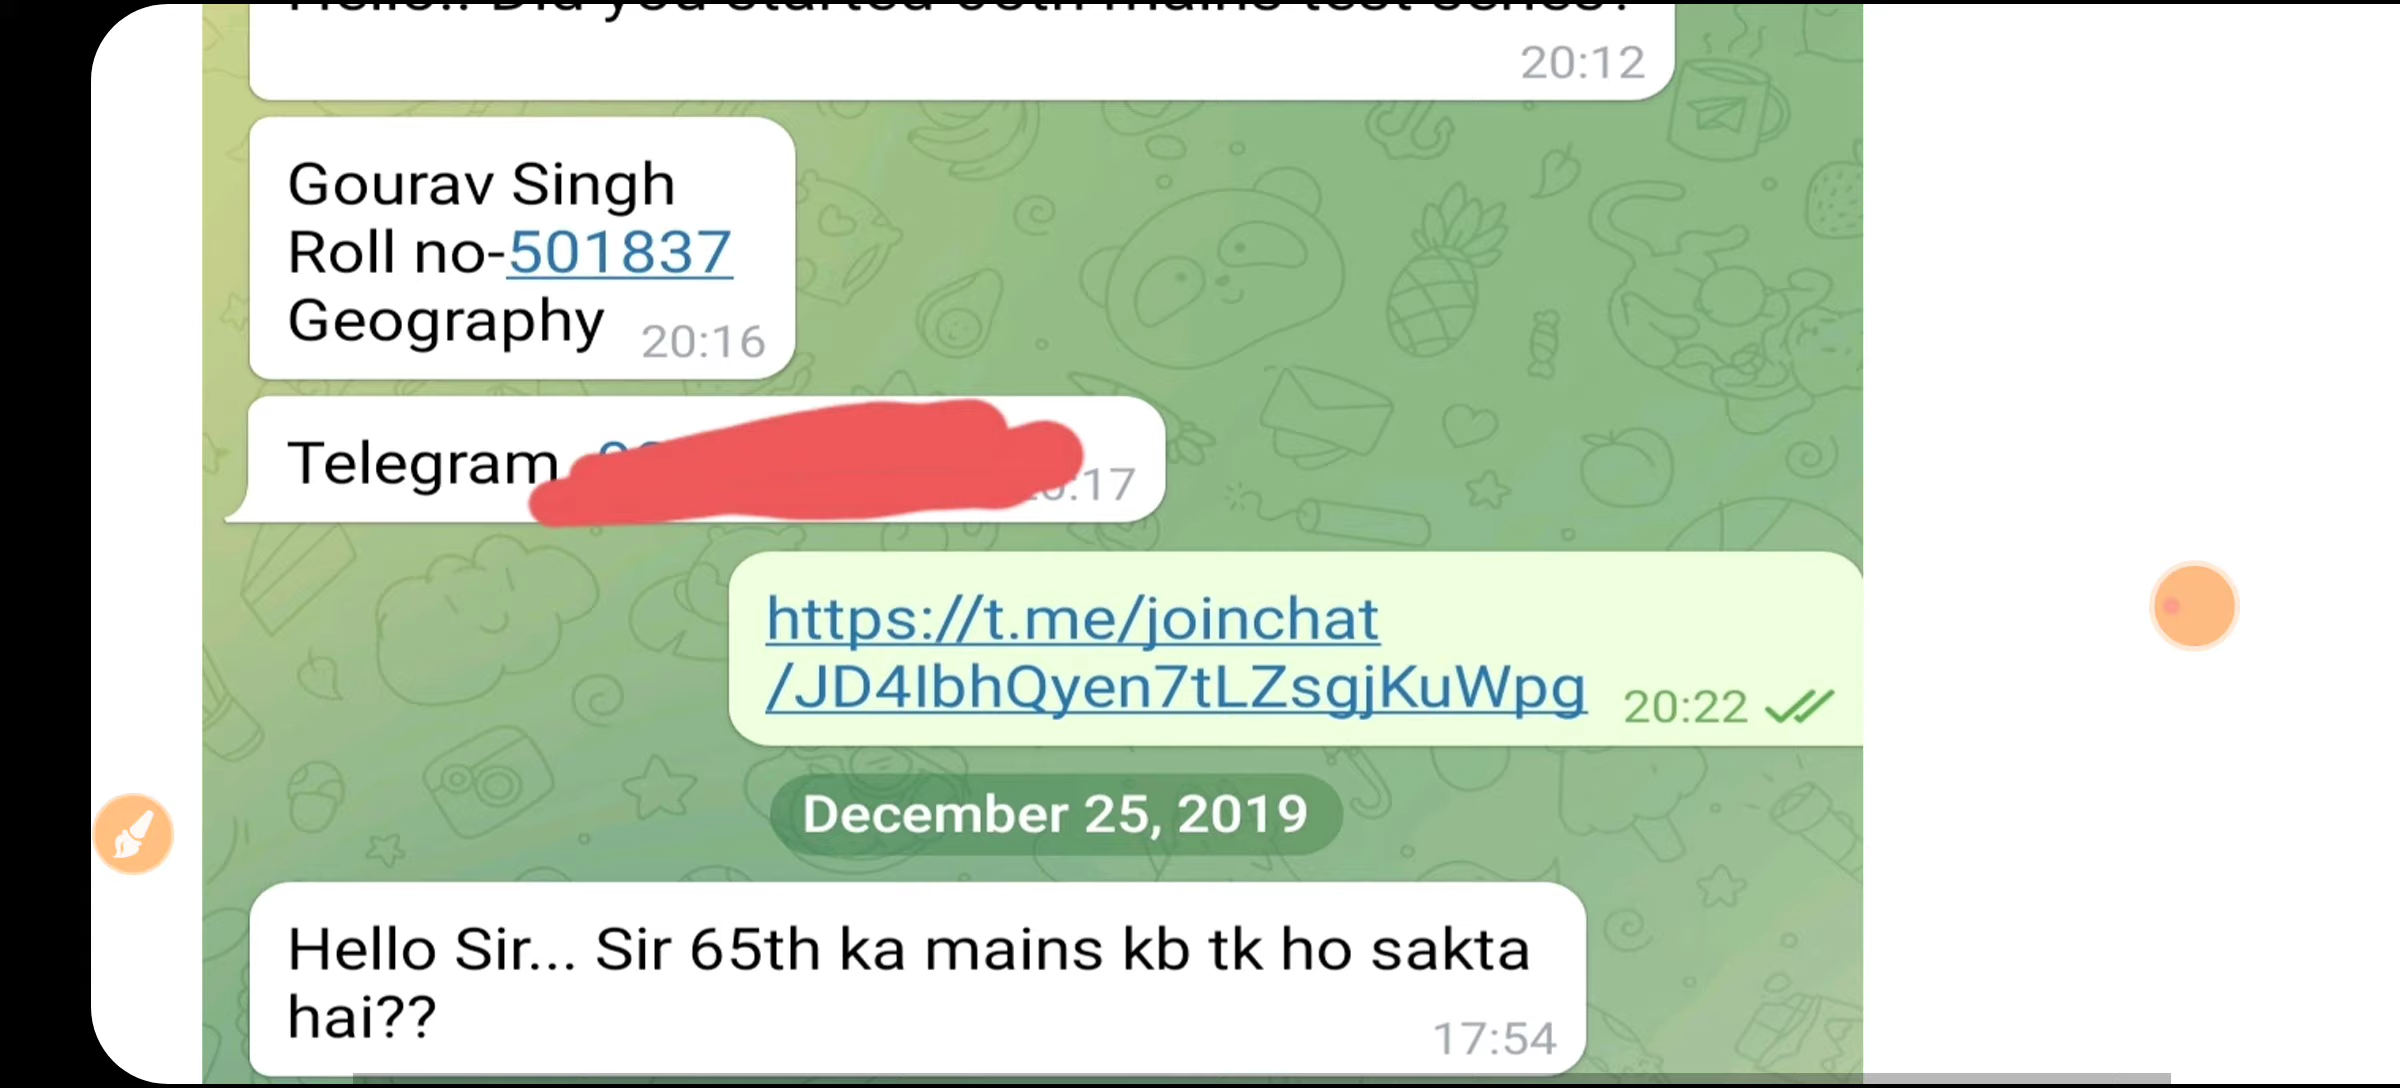 20:12
Gourav Singh
Roll no-501837
Geography 20:16
Telegram :17
https://t.me/joinchat
/JD4IbhQyen7tLZsgjKuWpg 20:22
December 25, 2019
Hello Sir... Sir 65th ka mains kb tk ho sakta
hai??
17:54